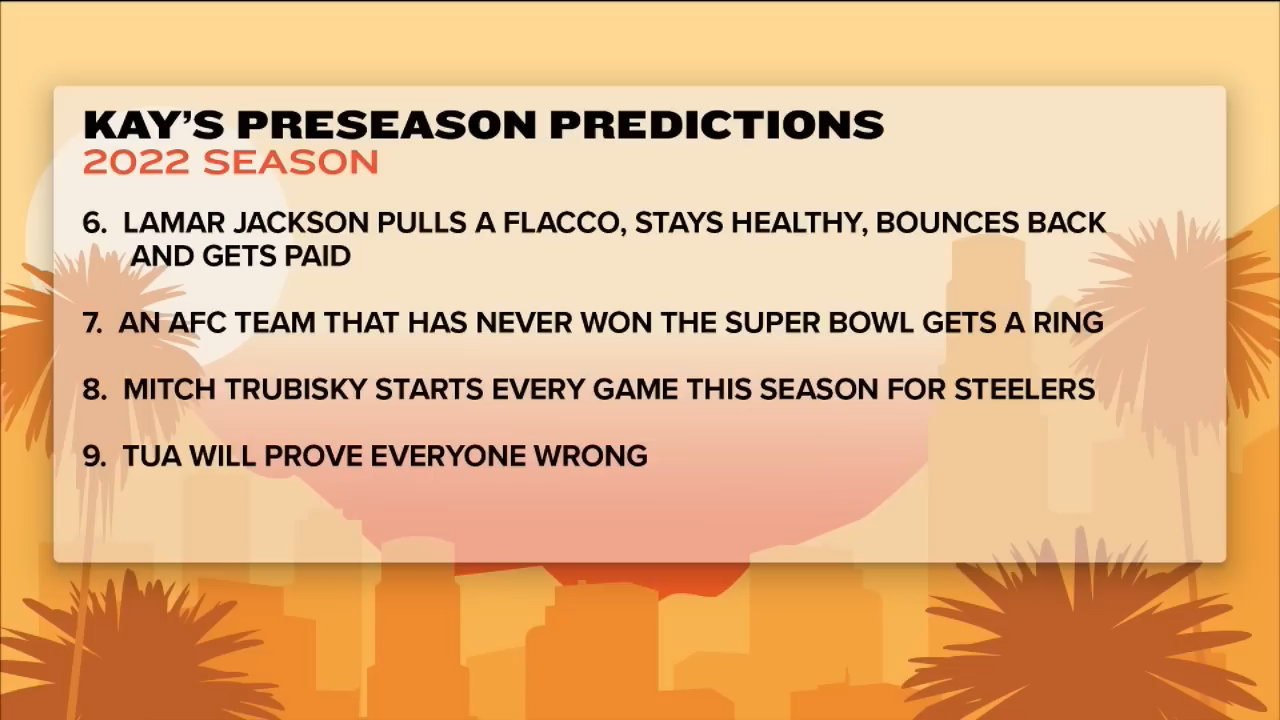 KAY'S PRESEASON PREDICTIONS
2022 SEASON
6. LAMAR JACKSON PULLS A FLACCO, STAYS HEALTHY, BOUNCES BACK
AND GETS PAID
7. AN AFC TEAM THAT HAS NEVER WON THE SUPER BOWL GETS A RING
8. MITCH TRUBISKY STARTS EVERY GAME THIS SEASON FOR STEELERS
9. TUA WILL PROVE EVERYONE WRONG